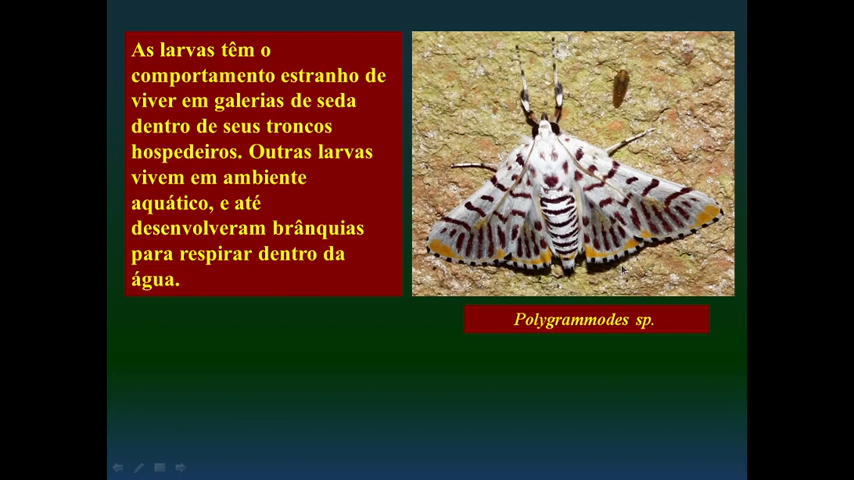 As larvas têm o
comportamento estranho de
viver em galerias de seda
dentro de seus troncos
hospedeiros. Outras larvas
vivem em ambiente
aquático, e até
desenvolveram brânquias
para respirar dentro da
água.
Polygrammodes sp.